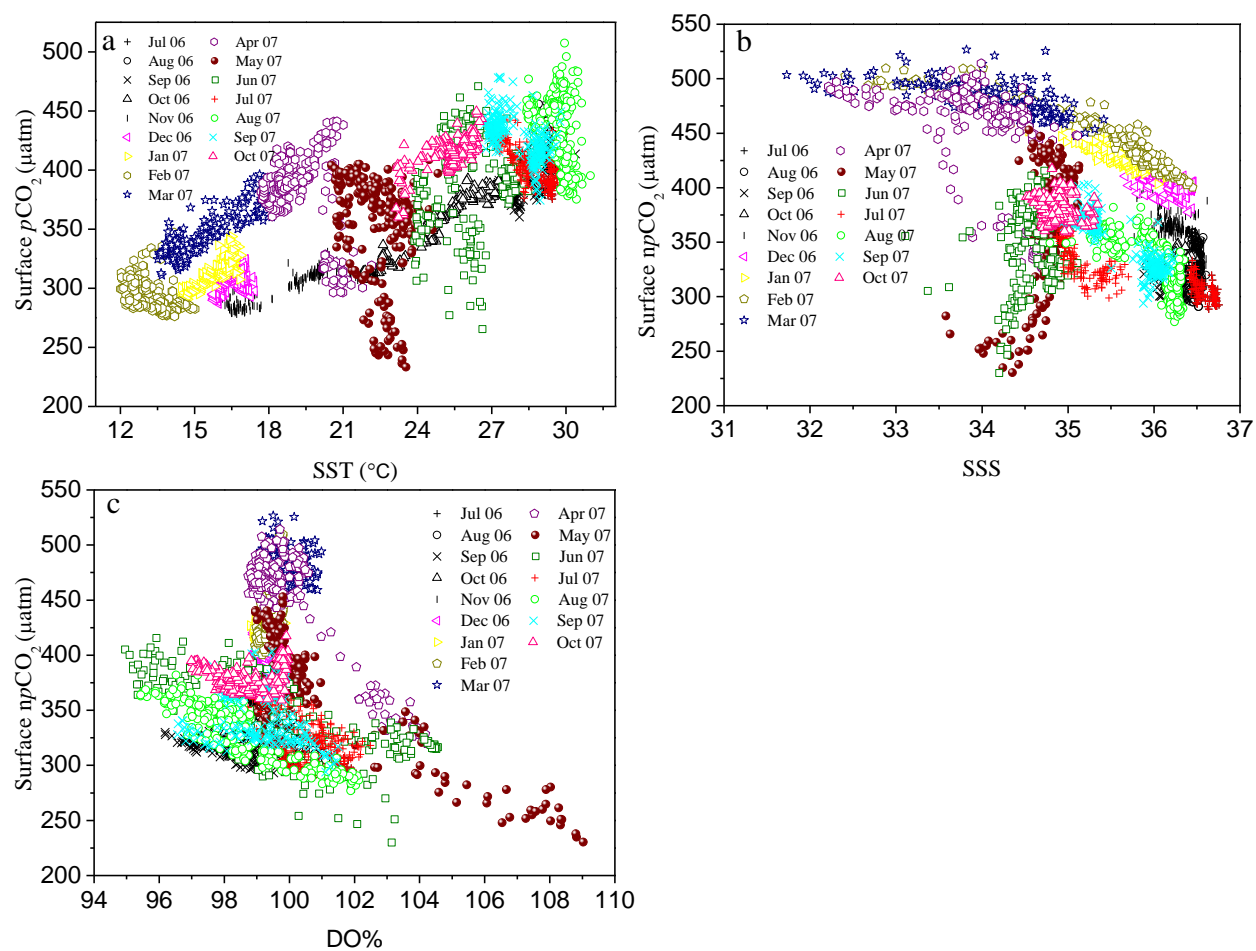 a
Surface pCO2 (μatm)
550
500
450
400
350
300
250
200
Jul 06 Apr 07
Aug 06 May 07
Sep 06 Jun 07
Oct 06 Jul 07
Nov 06 Aug 07
Dec 06 Sep 07
Jan 07 Oct 07
Feb 07
Mar 07
12 15 18 21 24 27 30
SST (°C)
b
Surface npCO2 (μatm)
550
500
450
400
350
300
250
200
Jul 06 Apr 07
Aug 06 May 07
Sep 06 Jun 07
Oct 06 Jul 07
Nov 06 Aug 07
Dec 06 Sep 07
Jan 07 Oct 07
Feb 07
Mar 07
31 32 33 34 35 36 37
SSS
c
Surface npCO2 (μatm)
550
500
450
400
350
300
250
200
Jul 06 Apr 07
Aug 06 May 07
Sep 06 Jun 07
Oct 06 Jul 07
Nov 06 Aug 07
Dec 06 Sep 07
Jan 07 Oct 07
Feb 07
Mar 07
94 96 98 100 102 104 106 108 110
DO%